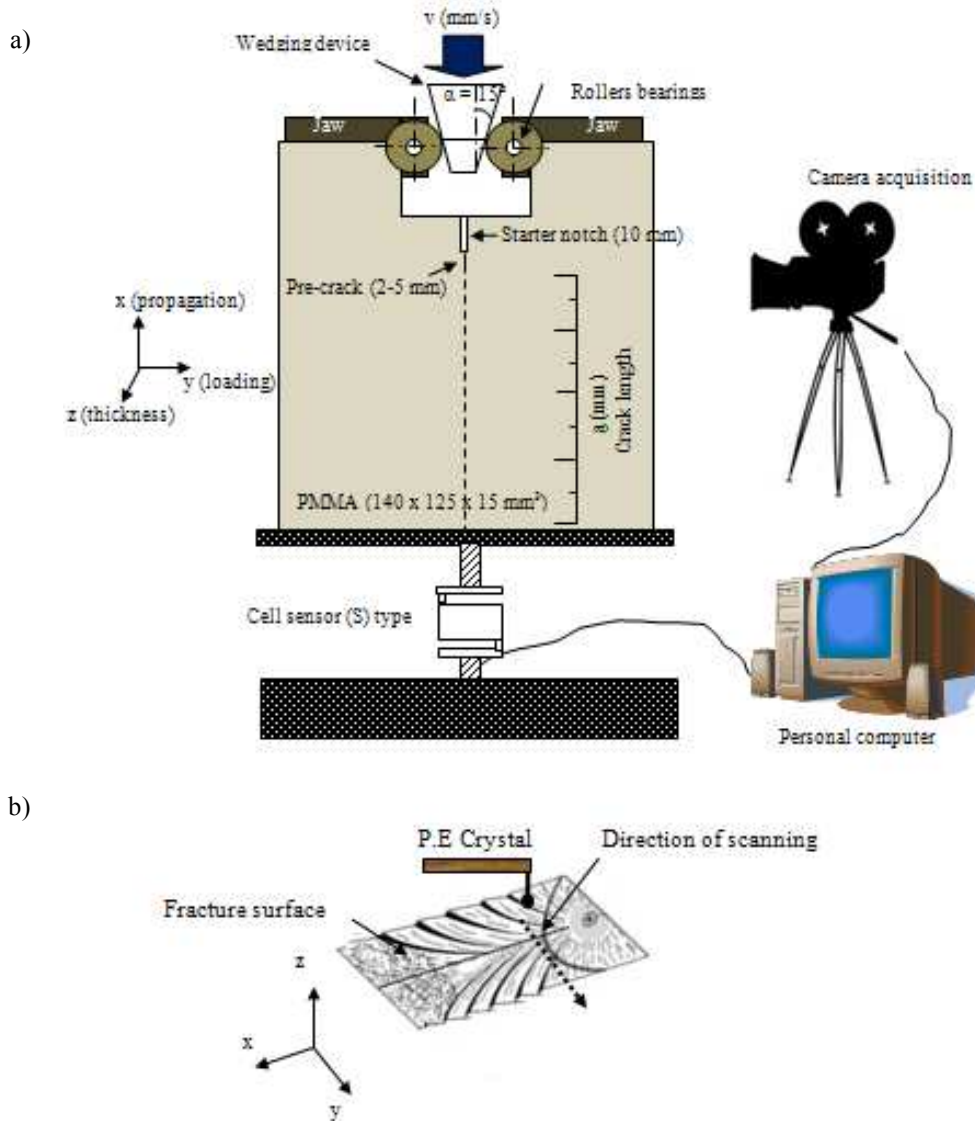 a)
v (mm/s)
Wedging device
α = 15°
Rollers bearings
Jaw
Jaw
Camera acquisition
Starter notch (10 mm)
Pre-crack (2-5 mm)
x (propagation)
y (loading)
z (thickness)
a (mm)
Crack length
PMMA (140 x 125 x 15 mm³)
Cell sensor (S) type
Personal computer
b)
P.E Crystal
Direction of scanning
Fracture surface
z
x
y